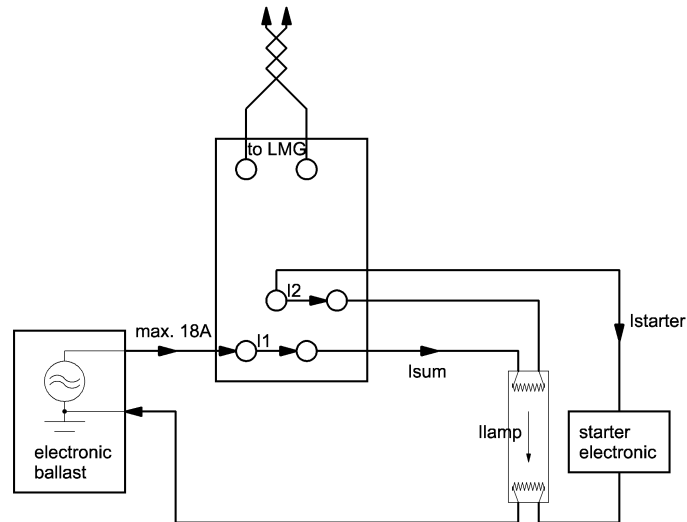 to LMG
I2
Istarter
max. 18A
I1
Isum
Ilamp
starter
electronic
electronic
ballast